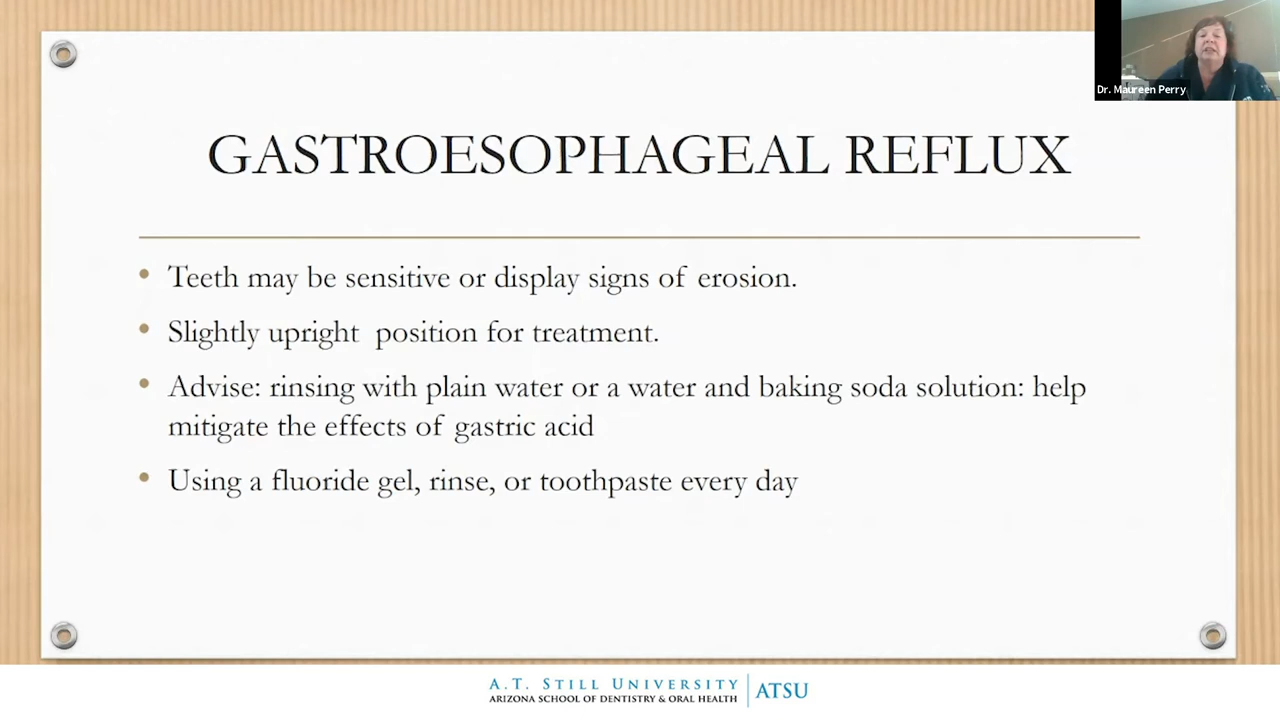 Dr. Maureen Perry
GASTROESOPHAGEAL REFLUX
• Teeth may be sensitive or display signs of erosion.
• Slightly upright position for treatment.
• Advise: rinsing with plain water or a water and baking soda solution: help
mitigate the effects of gastric acid
• Using a fluoride gel, rinse, or toothpaste every day
A.T. STILL UNIVERSITY
ARIZONA SCHOOL OF DENTISTRY & ORAL HEALTH
ATSU